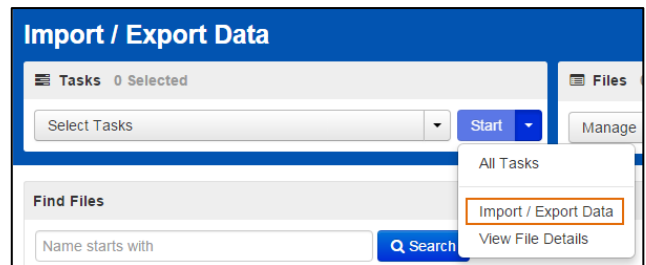 Import / Export Data
Tasks 0 Selected
Files
Select Tasks
Start
Manage
All Tasks
Find Files
Import / Export Data
Name starts with
Search
View File Details